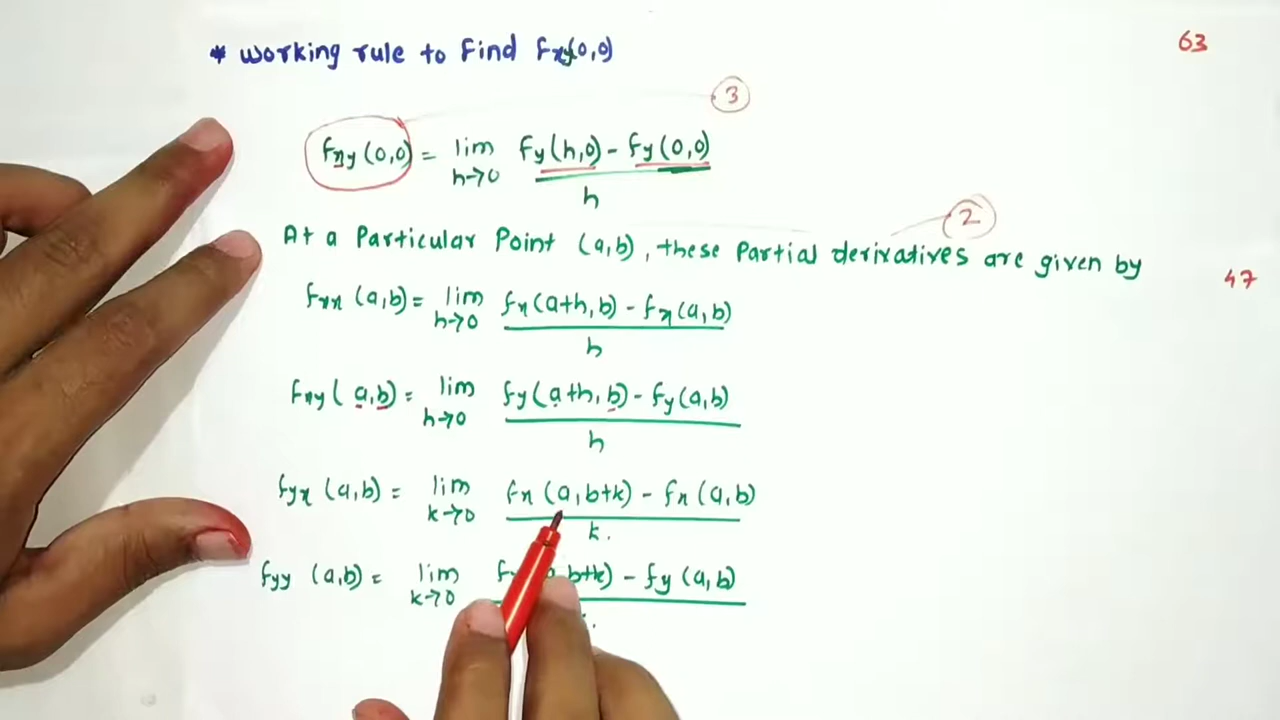 * Working rule to Find Fxy(0,0)
63
3
fxy (0,0) = lim h→0 fy(h,0) - fy(0,0) / h
2
At a Particular Point (a,b), these Partial derivatives are given by
47
fxx (a,b) = lim h→0 fx(a+h, b) - fx(a,b) / h
Fxy (a,b) = lim h→0 fy(a+h, b) - fy(a,b) / h
fyx (a,b) = lim k→0 fx (a, b+k) - fx (a,b) / k.
fyy (a,b) = lim k→0 b+k) - fy (a,b)